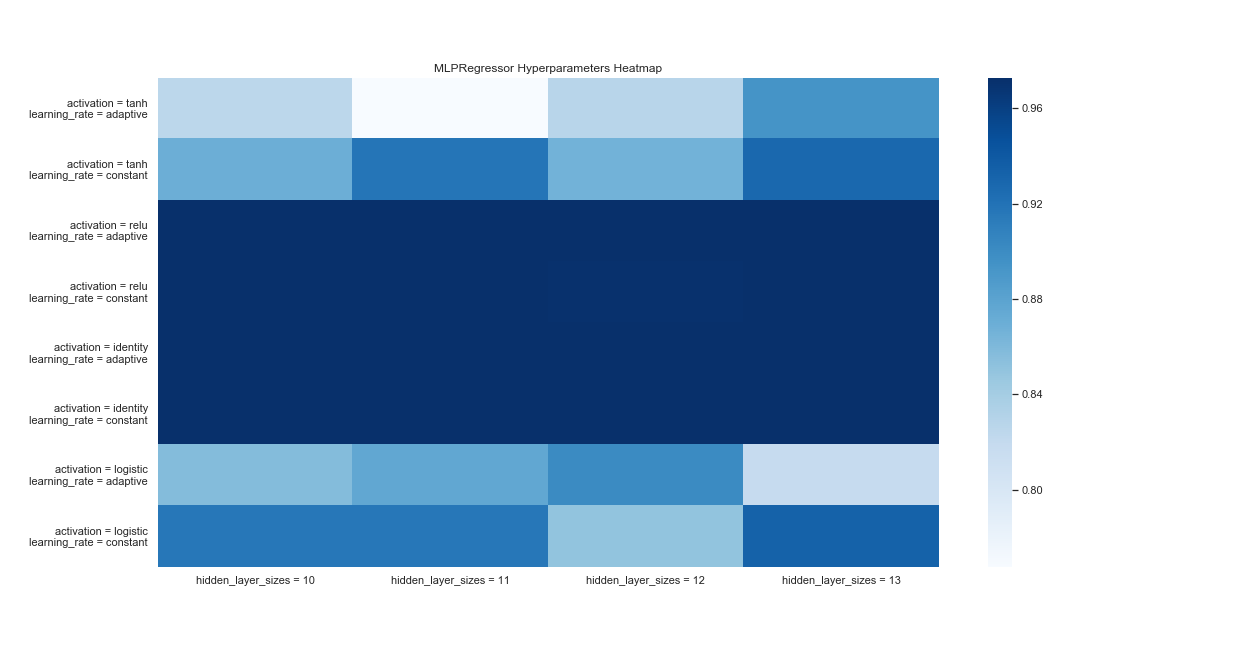 MLPRegressor Hyperparameters Heatmap
activation = tanh
learning_rate = adaptive
activation = tanh
learning_rate = constant
activation = relu
learning_rate = adaptive
activation = relu
learning_rate = constant
activation = identity
learning_rate = adaptive
activation = identity
learning_rate = constant
activation = logistic
learning_rate = adaptive
activation = logistic
learning_rate = constant
hidden_layer_sizes = 10
hidden_layer_sizes = 11
hidden_layer_sizes = 12
hidden_layer_sizes = 13
0.96
0.92
0.88
0.84
0.80